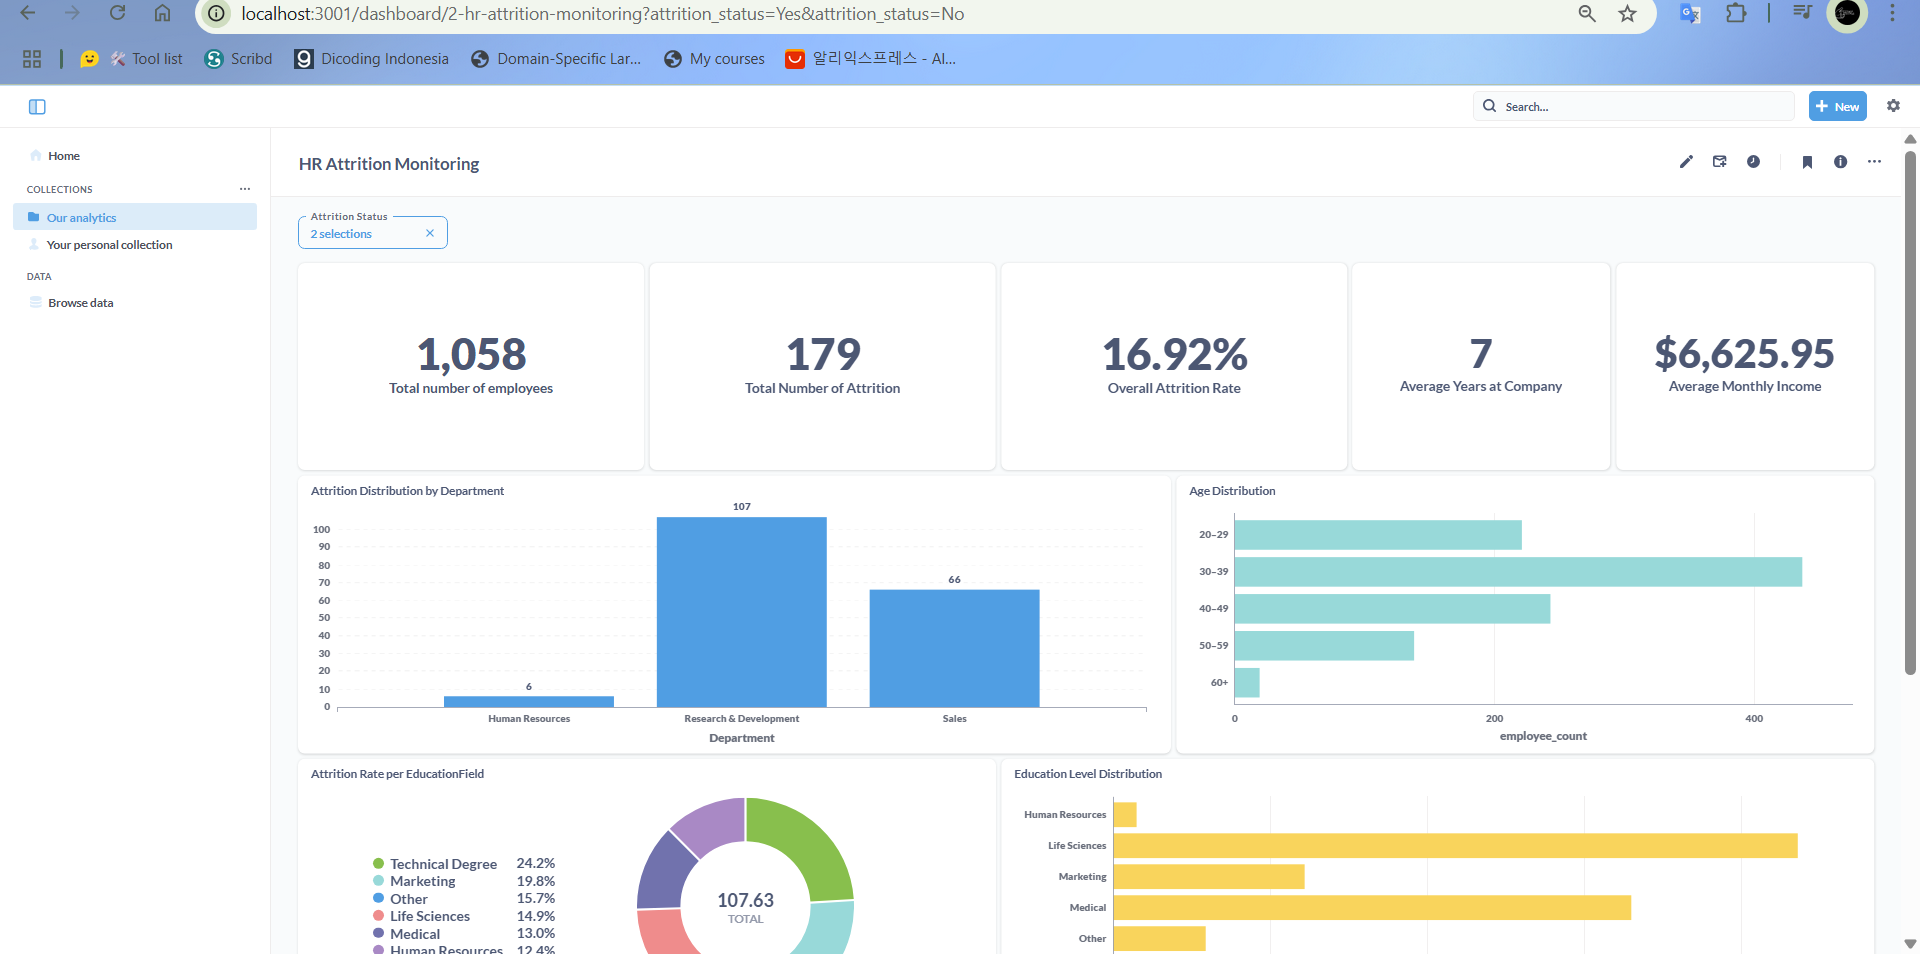 localhost:3001/dashboard/2-hr-attrition-monitoring?attrition_status=Yes&attrition_status=No
Tool list
Scribd
Dicoding Indonesia
Domain-Specific Lar...
My courses
알리익스프레스 - AI...
Search...
+ New
Home
COLLECTIONS
Our analytics
Your personal collection
DATA
Browse data
HR Attrition Monitoring
Attrition Status
2 selections
1,058
Total number of employees
179
Total Number of Attrition
16.92%
Overall Attrition Rate
7
Average Years at Company
$6,625.95
Average Monthly Income
Attrition Distribution by Department
107
100
90
80
70
60
50
40
30
20
10
0
66
6
Human Resources
Research & Development
Sales
Department
Age Distribution
20–29
30–39
40–49
50–59
60+
0
200
400
employee_count
Attrition Rate per EducationField
Technical Degree 24.2%
Marketing 19.8%
Other 15.7%
Life Sciences 14.9%
Medical 13.0%
Human Resources 12.4%
107.63
TOTAL
Education Level Distribution
Human Resources
Life Sciences
Marketing
Medical
Other